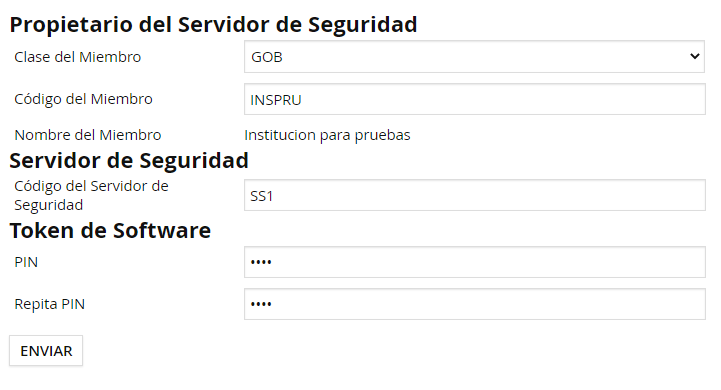 Propietario del Servidor de Seguridad
Clase del Miembro
GOB
Código del Miembro
INSPRU
Nombre del Miembro
Institucion para pruebas
Servidor de Seguridad
Código del Servidor de
Seguridad
SS1
Token de Software
PIN
••••
Repita PIN
••••
ENVIAR